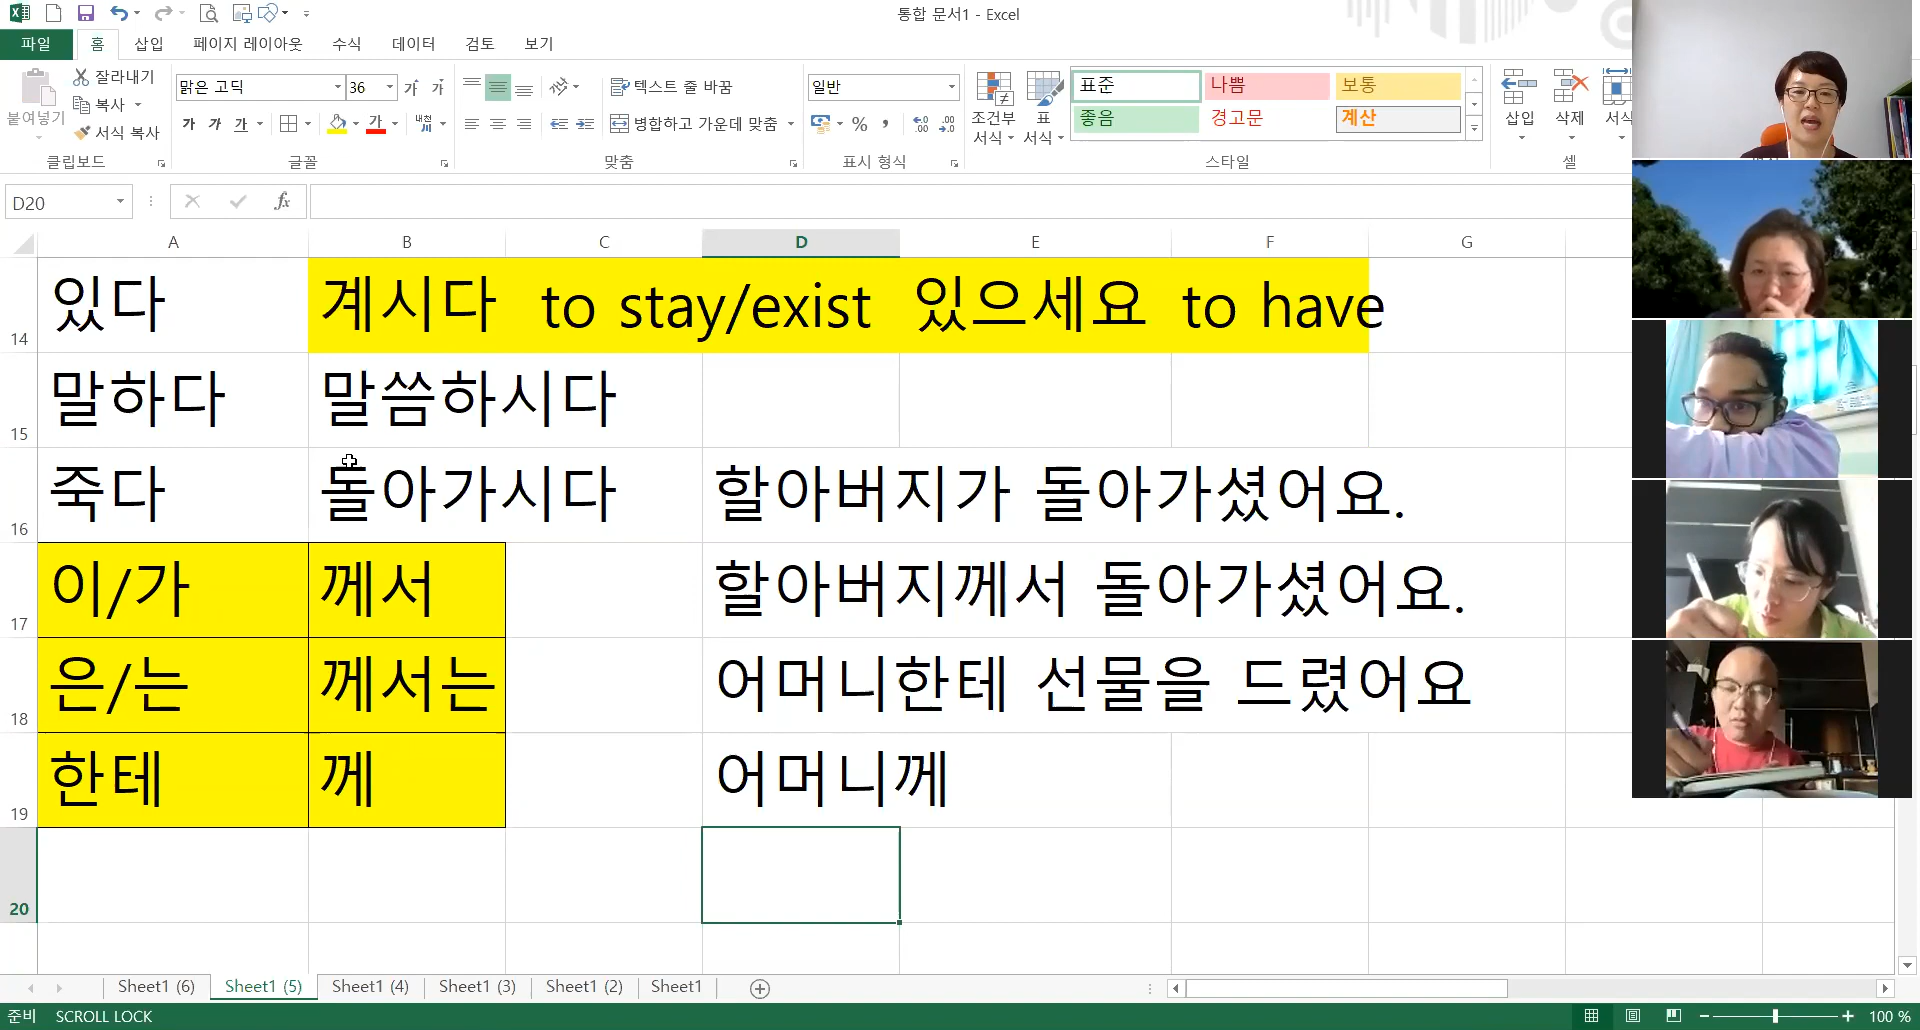 통합 문서1 - Excel
파일 홈 삽입 페이지 레이아웃 수식 데이터 검토 보기
붙여넣기 잘라내기 복사 서식 복사 클립보드
맑은 고딕 36 가 가
가 가 가 가 내천 글꼴
텍스트 줄 바꿈
병합하고 가운데 맞춤
맞춤
일반
% ,
표시 형식
조건부 서식 표 서식
표준 나쁨 보통
좋음 경고문 계산
스타일
삽입 삭제 서식
셀
D20 fx
A B C D E F G
14 있다 계시다 to stay/exist 있으세요 to have
15 말하다 말씀하시다
16 죽다 돌아가시다 할아버지가 돌아가셨어요.
17 이/가 께서 할아버지께서 돌아가셨어요.
18 은/는 께서는 어머니한테 선물을 드렸어요
19 한테 께 어머니께
20
Sheet1 (6) Sheet1 (5) Sheet1 (4) Sheet1 (3) Sheet1 (2) Sheet1
준비 SCROLL LOCK 100 %